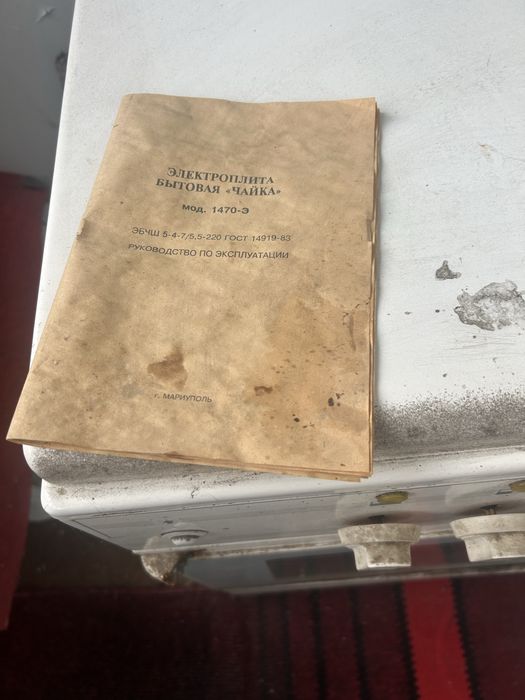 ЭЛЕКТРОПЛИТА
БЫТОВАЯ «ЧАЙКА»
мод. 1470-Э
ЭБЧШ 5-4-7/5,5-220 ГОСТ 14919-83
РУКОВОДСТВО ПО ЭКСПЛУАТАЦИИ
г. МАРИУПОЛЬ